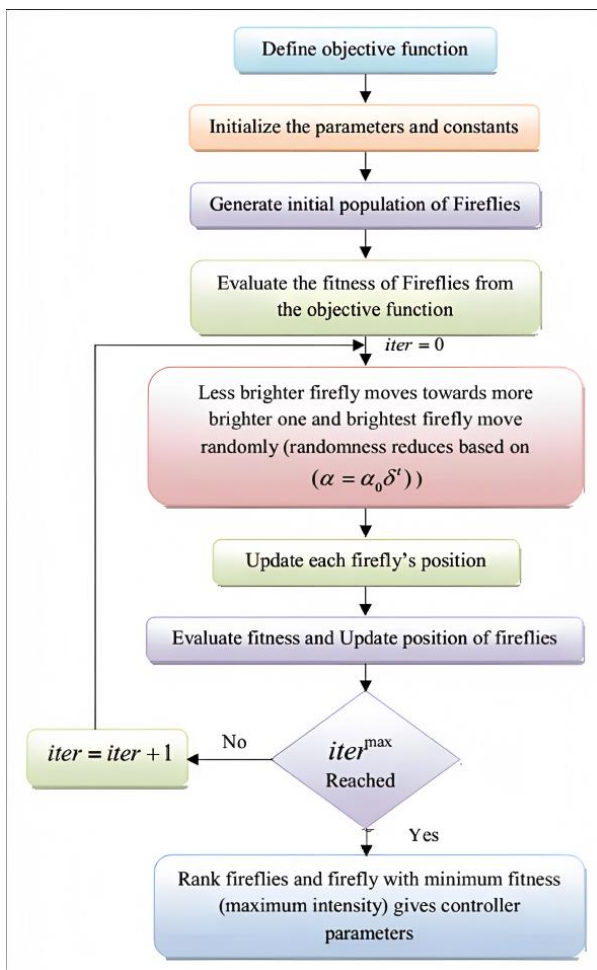 Define objective function
Initialize the parameters and constants
Generate initial population of Fireflies
Evaluate the fitness of Fireflies from
the objective function
iter = 0
Less brighter firefly moves towards more
brighter one and brightest firefly move
randomly (randomness reduces based on
(α = α₀δᵗ))
Update each firefly's position
Evaluate fitness and Update position of fireflies
iter^max
Reached
No
iter = iter + 1
Yes
Rank fireflies and firefly with minimum fitness
(maximum intensity) gives controller
parameters